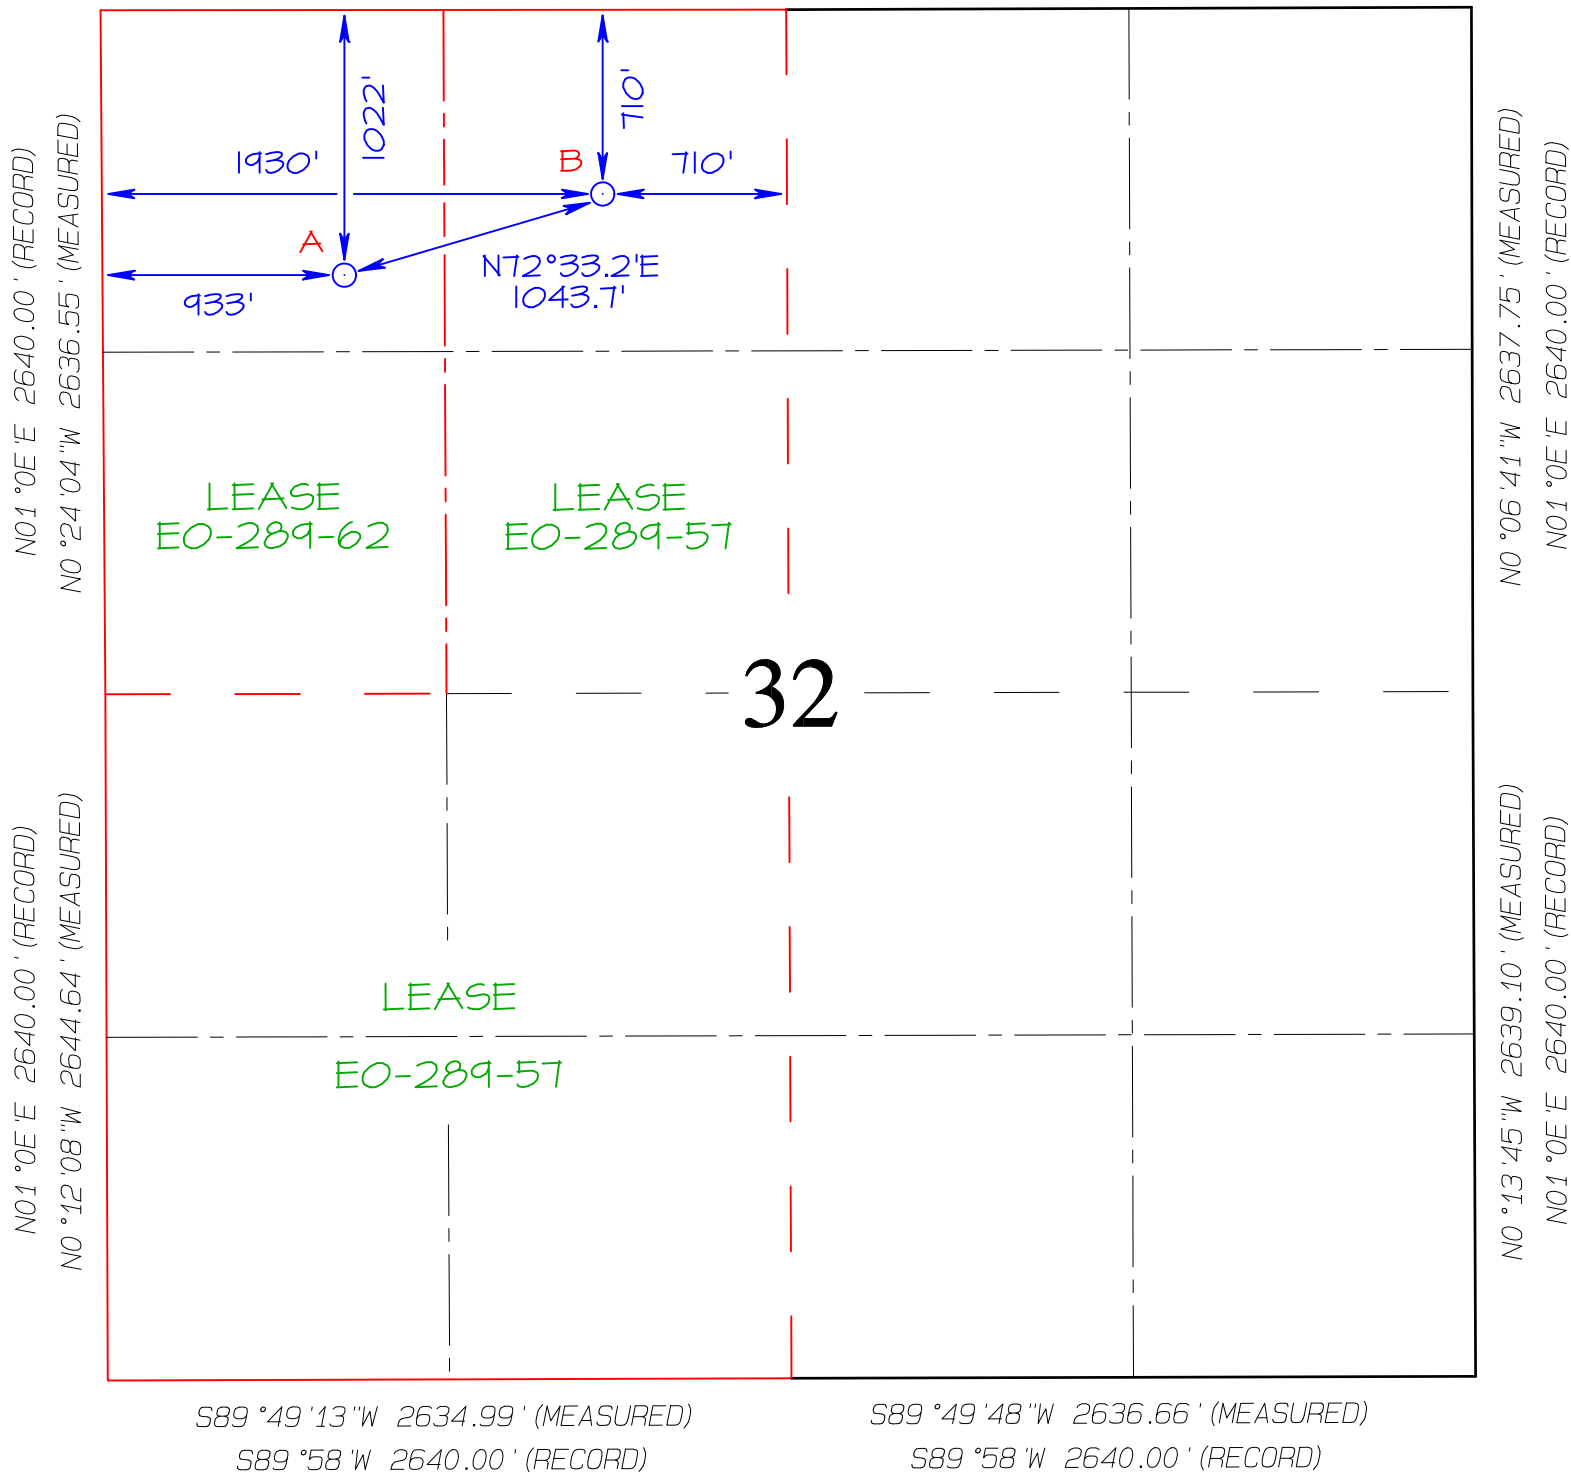 1022'
710'
1930'
B
710'
A
N72°33.2'E
1043.7'
933'
N01°0E'E 2640.00' (RECORD)
N0°24'04"W 2636.55' (MEASURED)
N0°06'41"W 2637.75' (MEASURED)
N01°0E'E 2640.00' (RECORD)
LEASE
EO-289-62
LEASE
EO-289-57
32
N01°0E'E 2640.00' (RECORD)
N0°12'08"W 2644.64' (MEASURED)
N0°13'45"W 2639.10' (MEASURED)
N01°0E'E 2640.00' (RECORD)
LEASE
EO-289-57
S89°49'13"W 2634.99' (MEASURED)
S89°58'W 2640.00' (RECORD)
S89°49'48"W 2636.66' (MEASURED)
S89°58'W 2640.00' (RECORD)